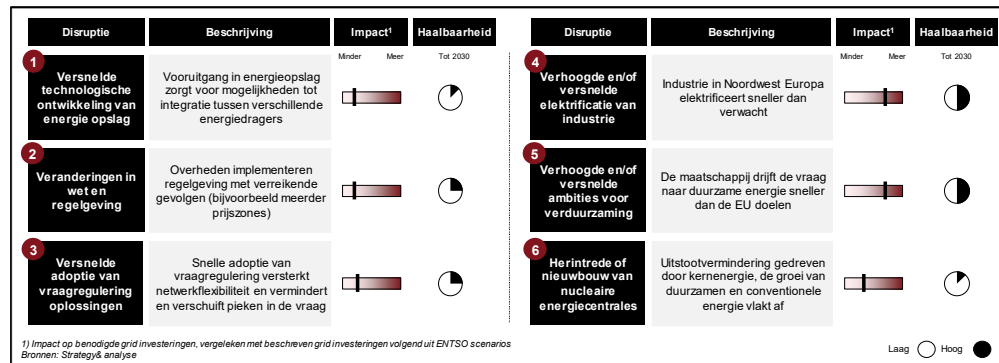 Disruptie Beschrijving Impact1 Haalbaarheid
Minder Meer Tot 2030
1
Versnelde
technologische
ontwikkeling van
energie opslag
Vooruitgang in energieopslag
zorgt voor mogelijkheden tot
integratie tussen verschillende
energiedragers
2
Veranderingen in
wet en
regelgeving
Overheden implementeren
regelgeving met verreikende
gevolgen (bijvoorbeeld meerder
prijszones)
3
Versnelde
adoptie van
vraagregulering
oplossingen
Snelle adoptie van
vraagregulering versterkt
netwerkflexibiliteit en vermindert
en verschuift pieken in de vraag
Disruptie Beschrijving Impact1 Haalbaarheid
Minder Meer Tot 2030
4
Verhoogde en/of
versnelde
elektrificatie van
industrie
Industrie in Noordwest Europa
elektrificeert sneller dan
verwacht
5
Verhoogde en/of
versnelde
ambities voor
verduurzaming
De maatschappij drijft de vraag
naar duurzame energie sneller
dan de EU doelen
6
Herintrede of
nieuwbouw van
nucleaire
energiecentrales
Uitstootvermindering gedreven
door kernenergie, de groei van
duurzamen en conventionele
energie vlakt af
1) Impact op benodigde grid investeringen, vergeleken met beschreven grid investeringen volgend uit ENTSO scenarios
Bronnen: Strategy& analyse
Laag Hoog